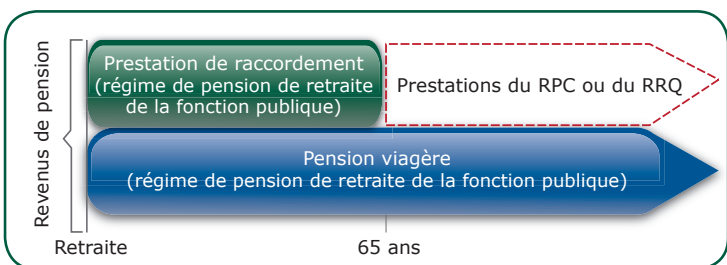 Revenus de pension
Prestation de raccordement
(régime de pension de retraite
de la fonction publique)
Prestations du RPC ou du RRQ
Pension viagère
(régime de pension de retraite de la fonction publique)
Retraite
65 ans